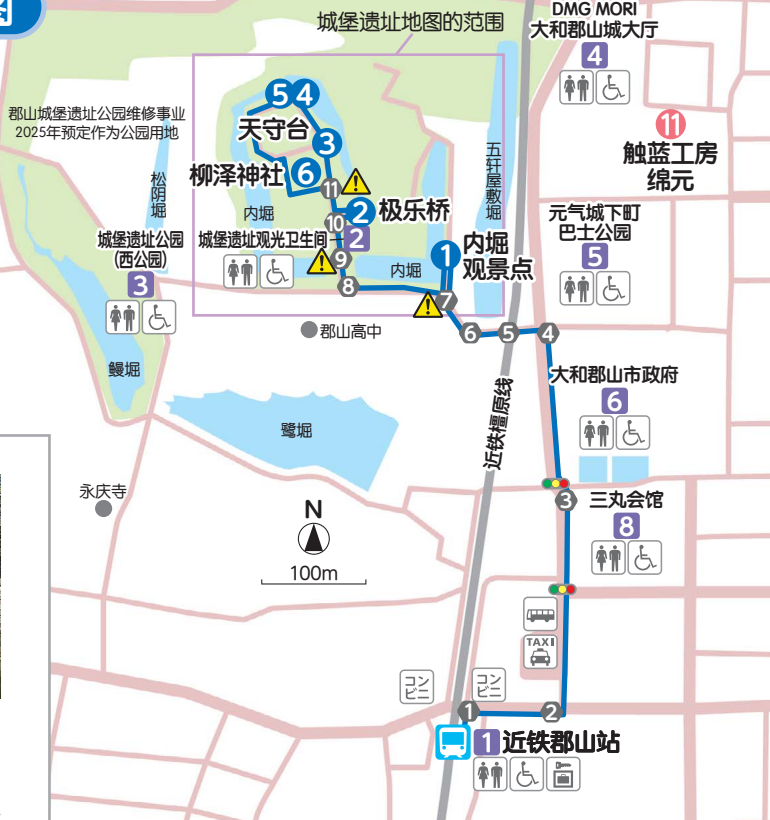 图
城堡遗址地图的范围
DMG MORI
大和郡山城大厅
4
郡山城堡遗址公园维修事业
2025年预定作为公园用地
5
4
天守台
3
11
触蓝工房
绵元
松阴堀
五轩屋敷堀
柳泽神社
6
11
内堀
2
极乐桥
10
元气城下町
巴士公园
5
城堡遗址公园
(西公园)
3
城堡遗址观光卫生间
2
9
内堀
1
内堀
观景点
8
7
郡山高中
6
5
4
鳗堀
近铁橿原线
大和郡山市政府
6
鹭堀
永庆寺
3
三丸会馆
8
N
100m
TAXI
コン
ビニ
コン
ビニ
1
2
1
近铁郡山站